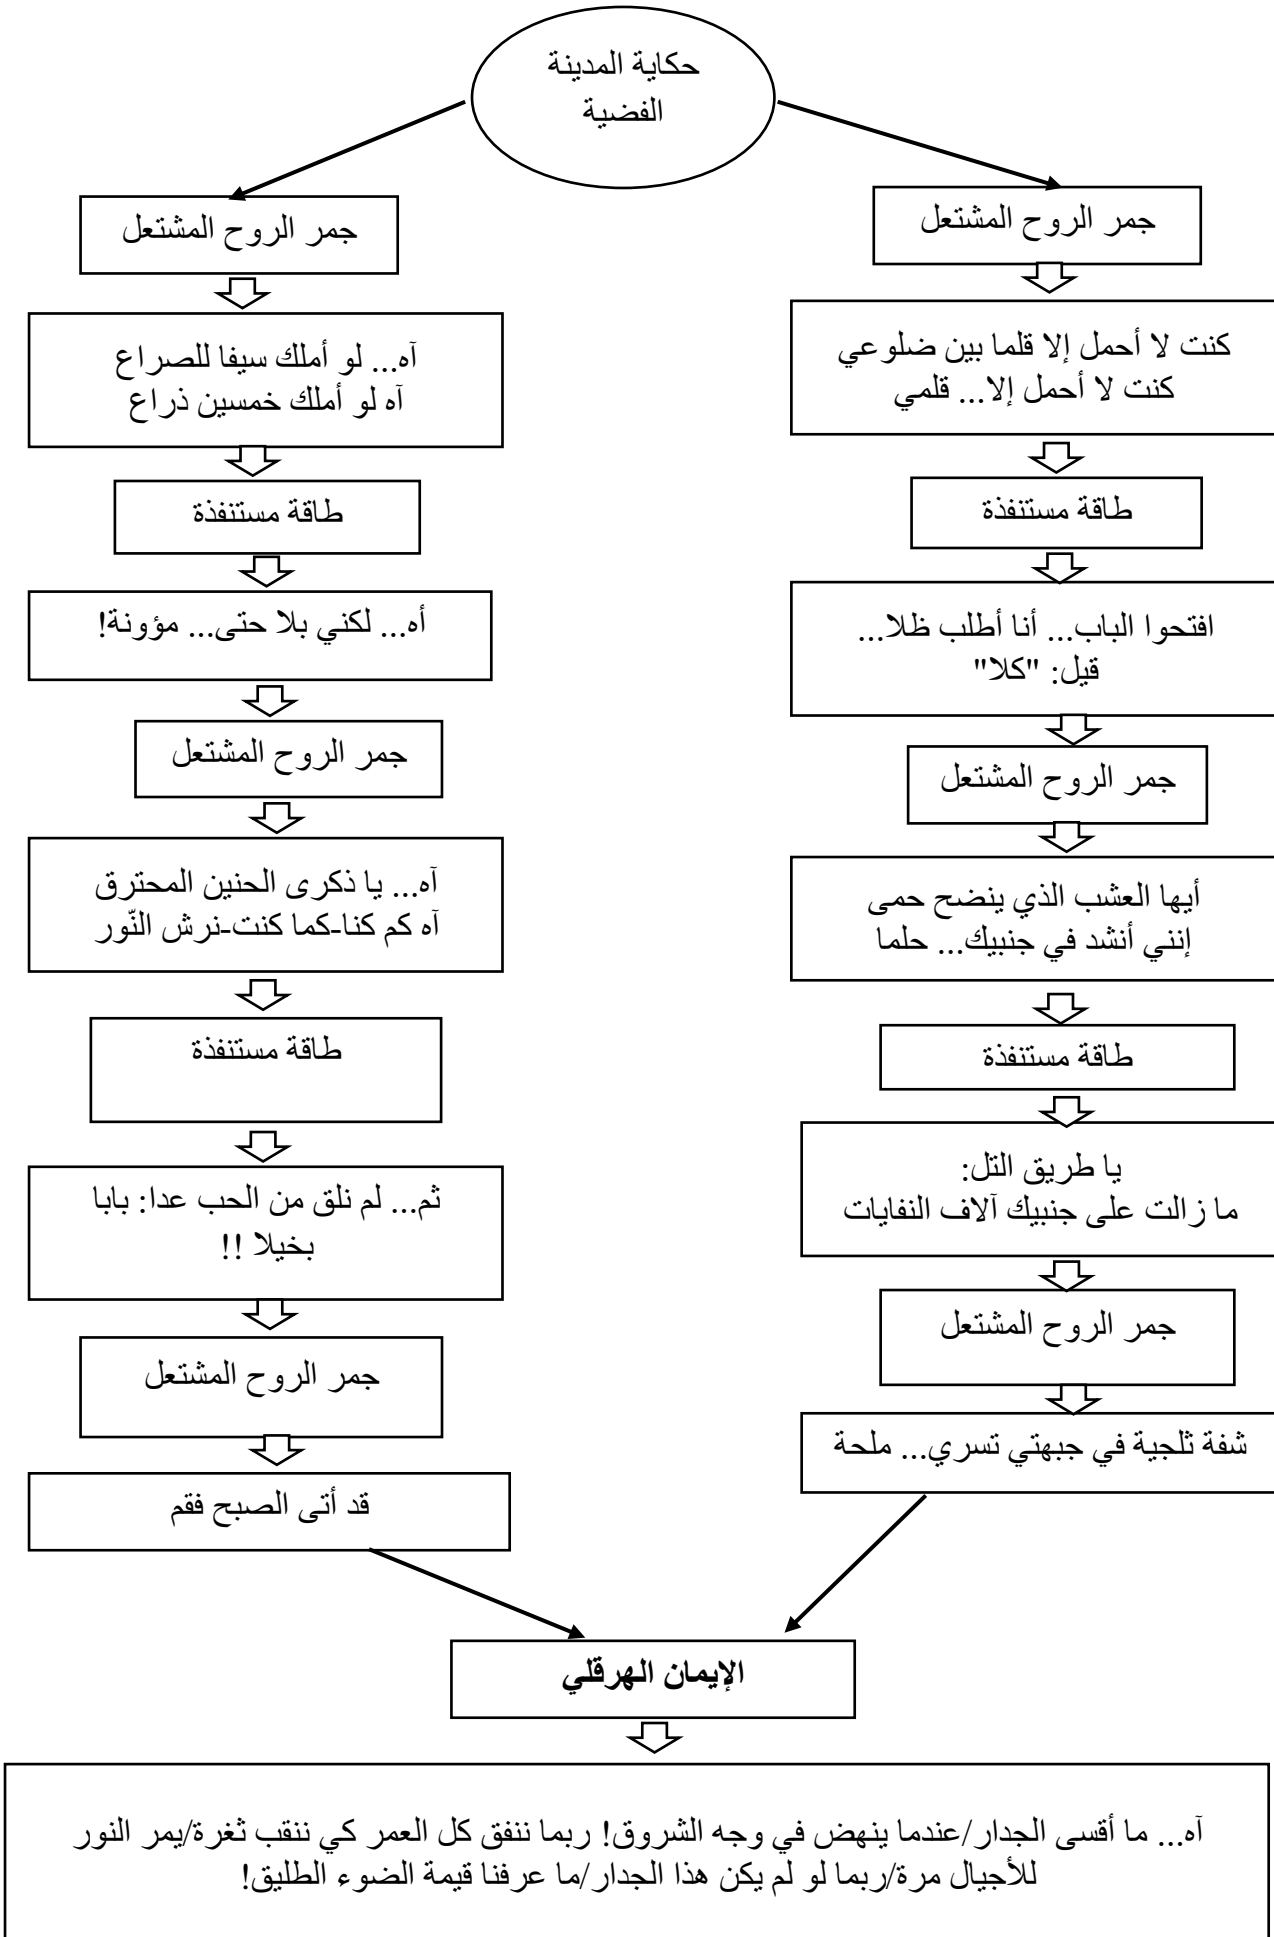 حكاية المدينة
الفضية
جمر الروح المشتعل
كنت لا أحمل إلا قلما بين ضلوعي
كنت لا أحمل إلا... قلمي
طاقة مستنفذة
افتحوا الباب... أنا أطلب ظلا...
قيل: "كلا"
جمر الروح المشتعل
أيها العشب الذي ينضح حمى
إنني أنشد في جنبيك... حلما
طاقة مستنفذة
يا طريق التل:
ما زالت على جنبيك آلاف النفايات
جمر الروح المشتعل
شفة ثلجية في جبهتي تسري... ملحة
جمر الروح المشتعل
آه... لو أملك سيفا للصراع
آه لو أملك خمسين ذراع
طاقة مستنفذة
أه... لكني بلا حتى... مؤونة!
جمر الروح المشتعل
آه... يا ذكرى الحنين المحترق
آه كم كنا-كما كنت-نرش النّور
طاقة مستنفذة
ثم... لم نلق من الحب عدا: بابا
بخيلا !!
جمر الروح المشتعل
قد أتى الصبح فقم
الإيمان الهرقلي
آه... ما أقسى الجدار/عندما ينهض في وجه الشروق! ربما ننفق كل العمر كي ننقب ثغرة/يمر النور
للأجيال مرة/ربما لو لم يكن هذا الجدار/ما عرفنا قيمة الضوء الطليق!